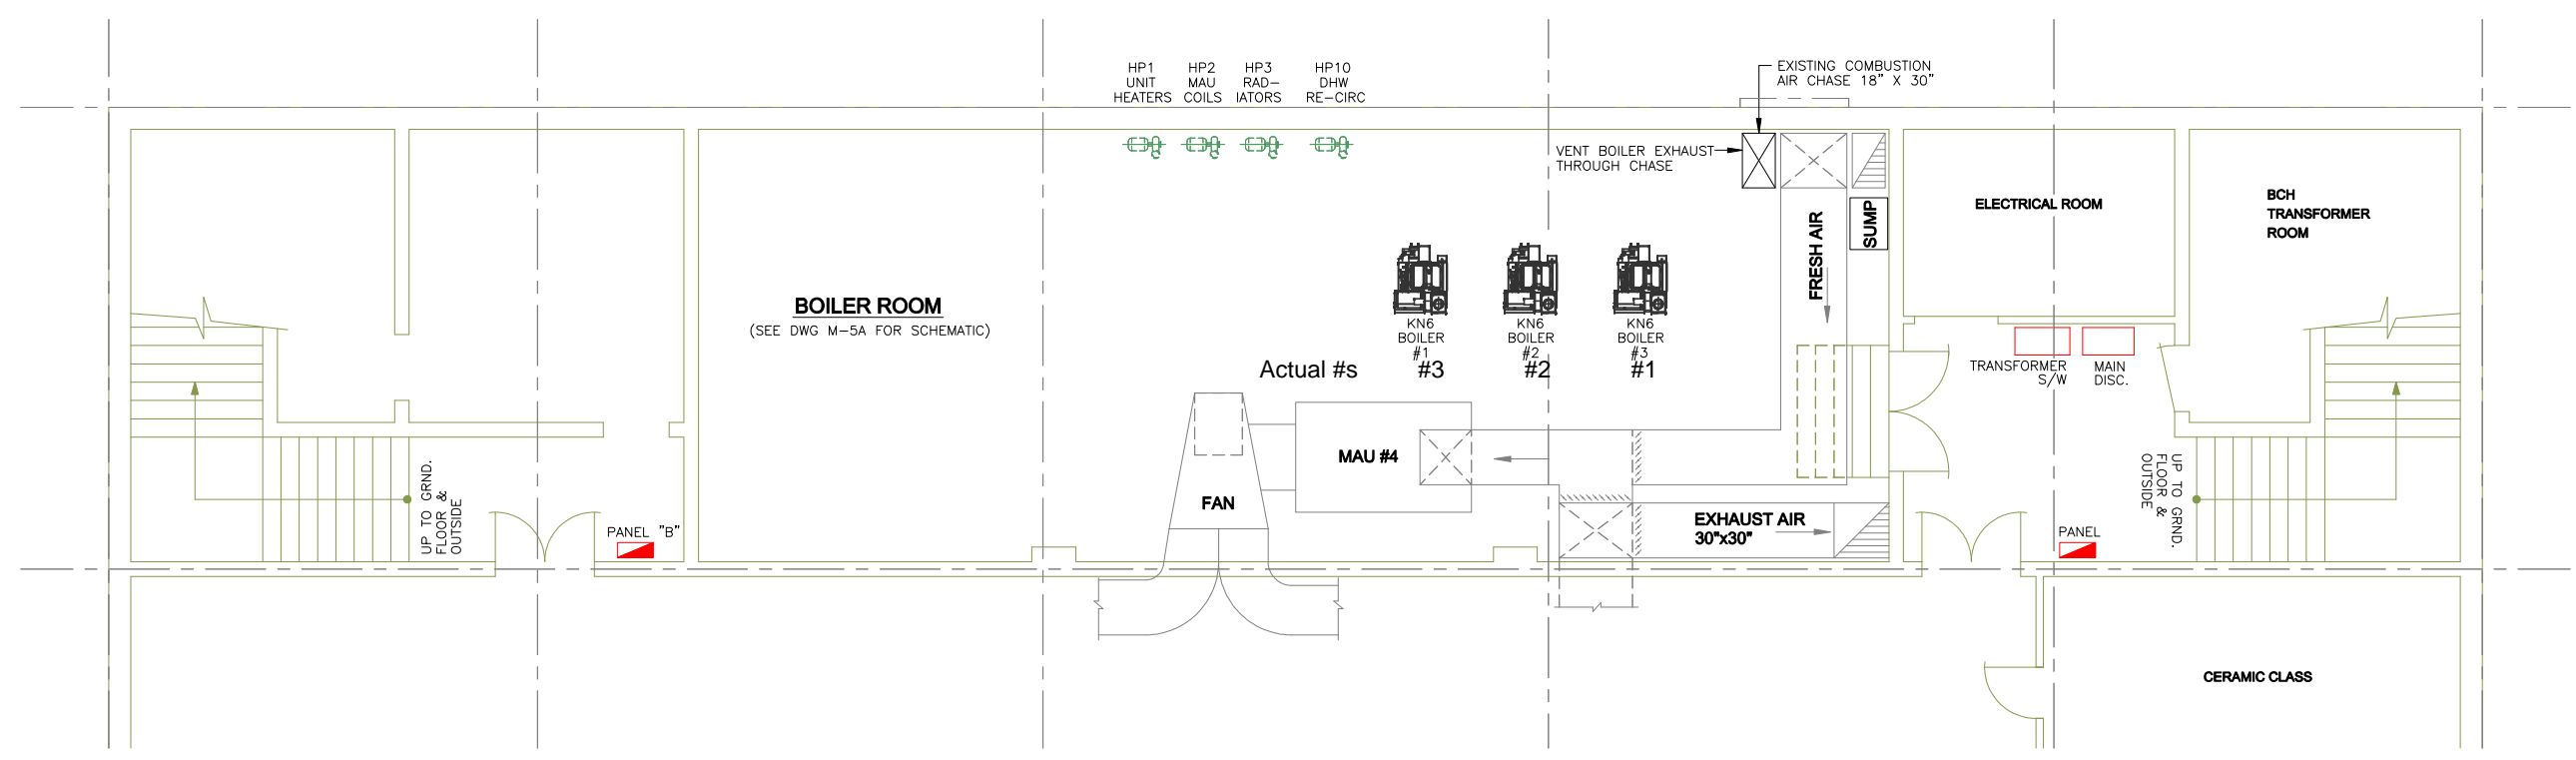 HP1
UNIT
HEATERS
HP2
MAU
COILS
HP3
RAD-
IATORS
HP10
DHW
RE-CIRC
EXISTING COMBUSTION
AIR CHASE 18" X 30"
VENT BOILER EXHAUST
THROUGH CHASE
FRESH AIR
SUMP
ELECTRICAL ROOM
BCH
TRANSFORMER
ROOM
BOILER ROOM
(SEE DWG M-5A FOR SCHEMATIC)
KN6
BOILER
#1
KN6
BOILER
#2
KN6
BOILER
#3
Actual #s
#3
#2
#1
TRANSFORMER
S/W
MAIN
DISC.
MAU #4
FAN
EXHAUST AIR
30"x30"
UP TO GRND.
FLOOR &
OUTSIDE
PANEL "B"
UP TO GRND.
FLOOR &
OUTSIDE
PANEL
CERAMIC CLASS